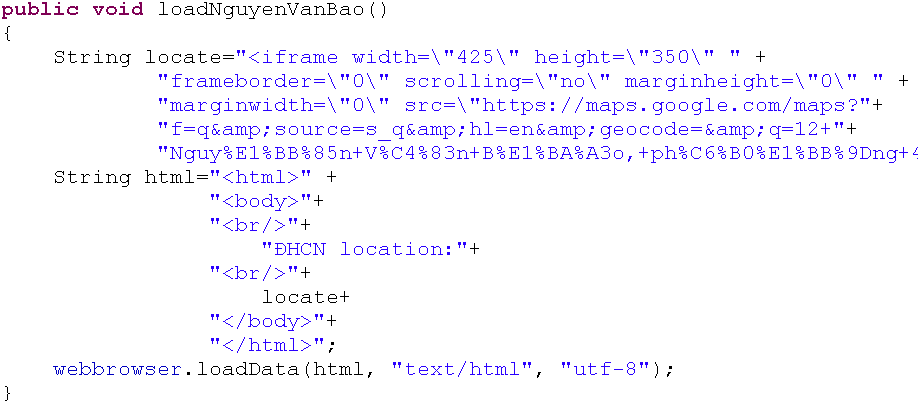 public void loadNguyenVanBao()
{
String locate="<iframe width=\"425\" height=\"350\" " +
"frameborder=\"0\" scrolling=\"no\" marginheight=\"0\" " +
"marginwidth=\"0\" src=\"https://maps.google.com/maps?"+
"f=q&amp;source=s_q&amp;hl=en&amp;geocode=&amp;q=12+"+
"Nguy%E1%BB%85n+V%C4%83n+B%E1%BA%A3o,+ph%C6%B0%E1%BB%9Dng+4
String html="<html>" +
"<body>"+
"<br/>"+
"ĐHCN location:"+
"<br/>"+
locate+
"</body>"+
"</html>";
webbrowser.loadData(html, "text/html", "utf-8");
}